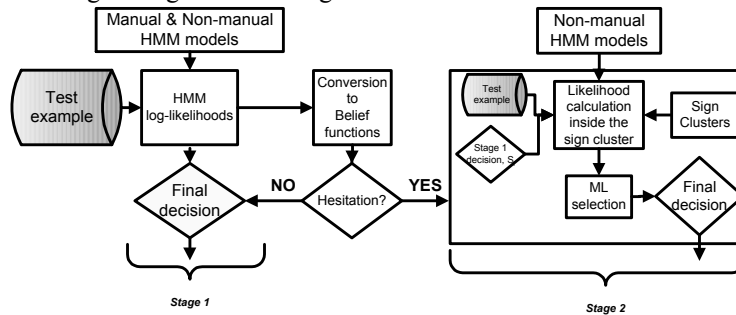 Manual & Non-manual
HMM models
Test
example
HMM
log-likelihoods
Conversion
to
Belief
functions
Final
decision
NO
Hesitation?
YES
Stage 1
Non-manual
HMM models
Test
example
Stage 1
decision, S
Likelihood
calculation
inside the
sign cluster
Sign
Clusters
ML
selection
Final
decision
Stage 2